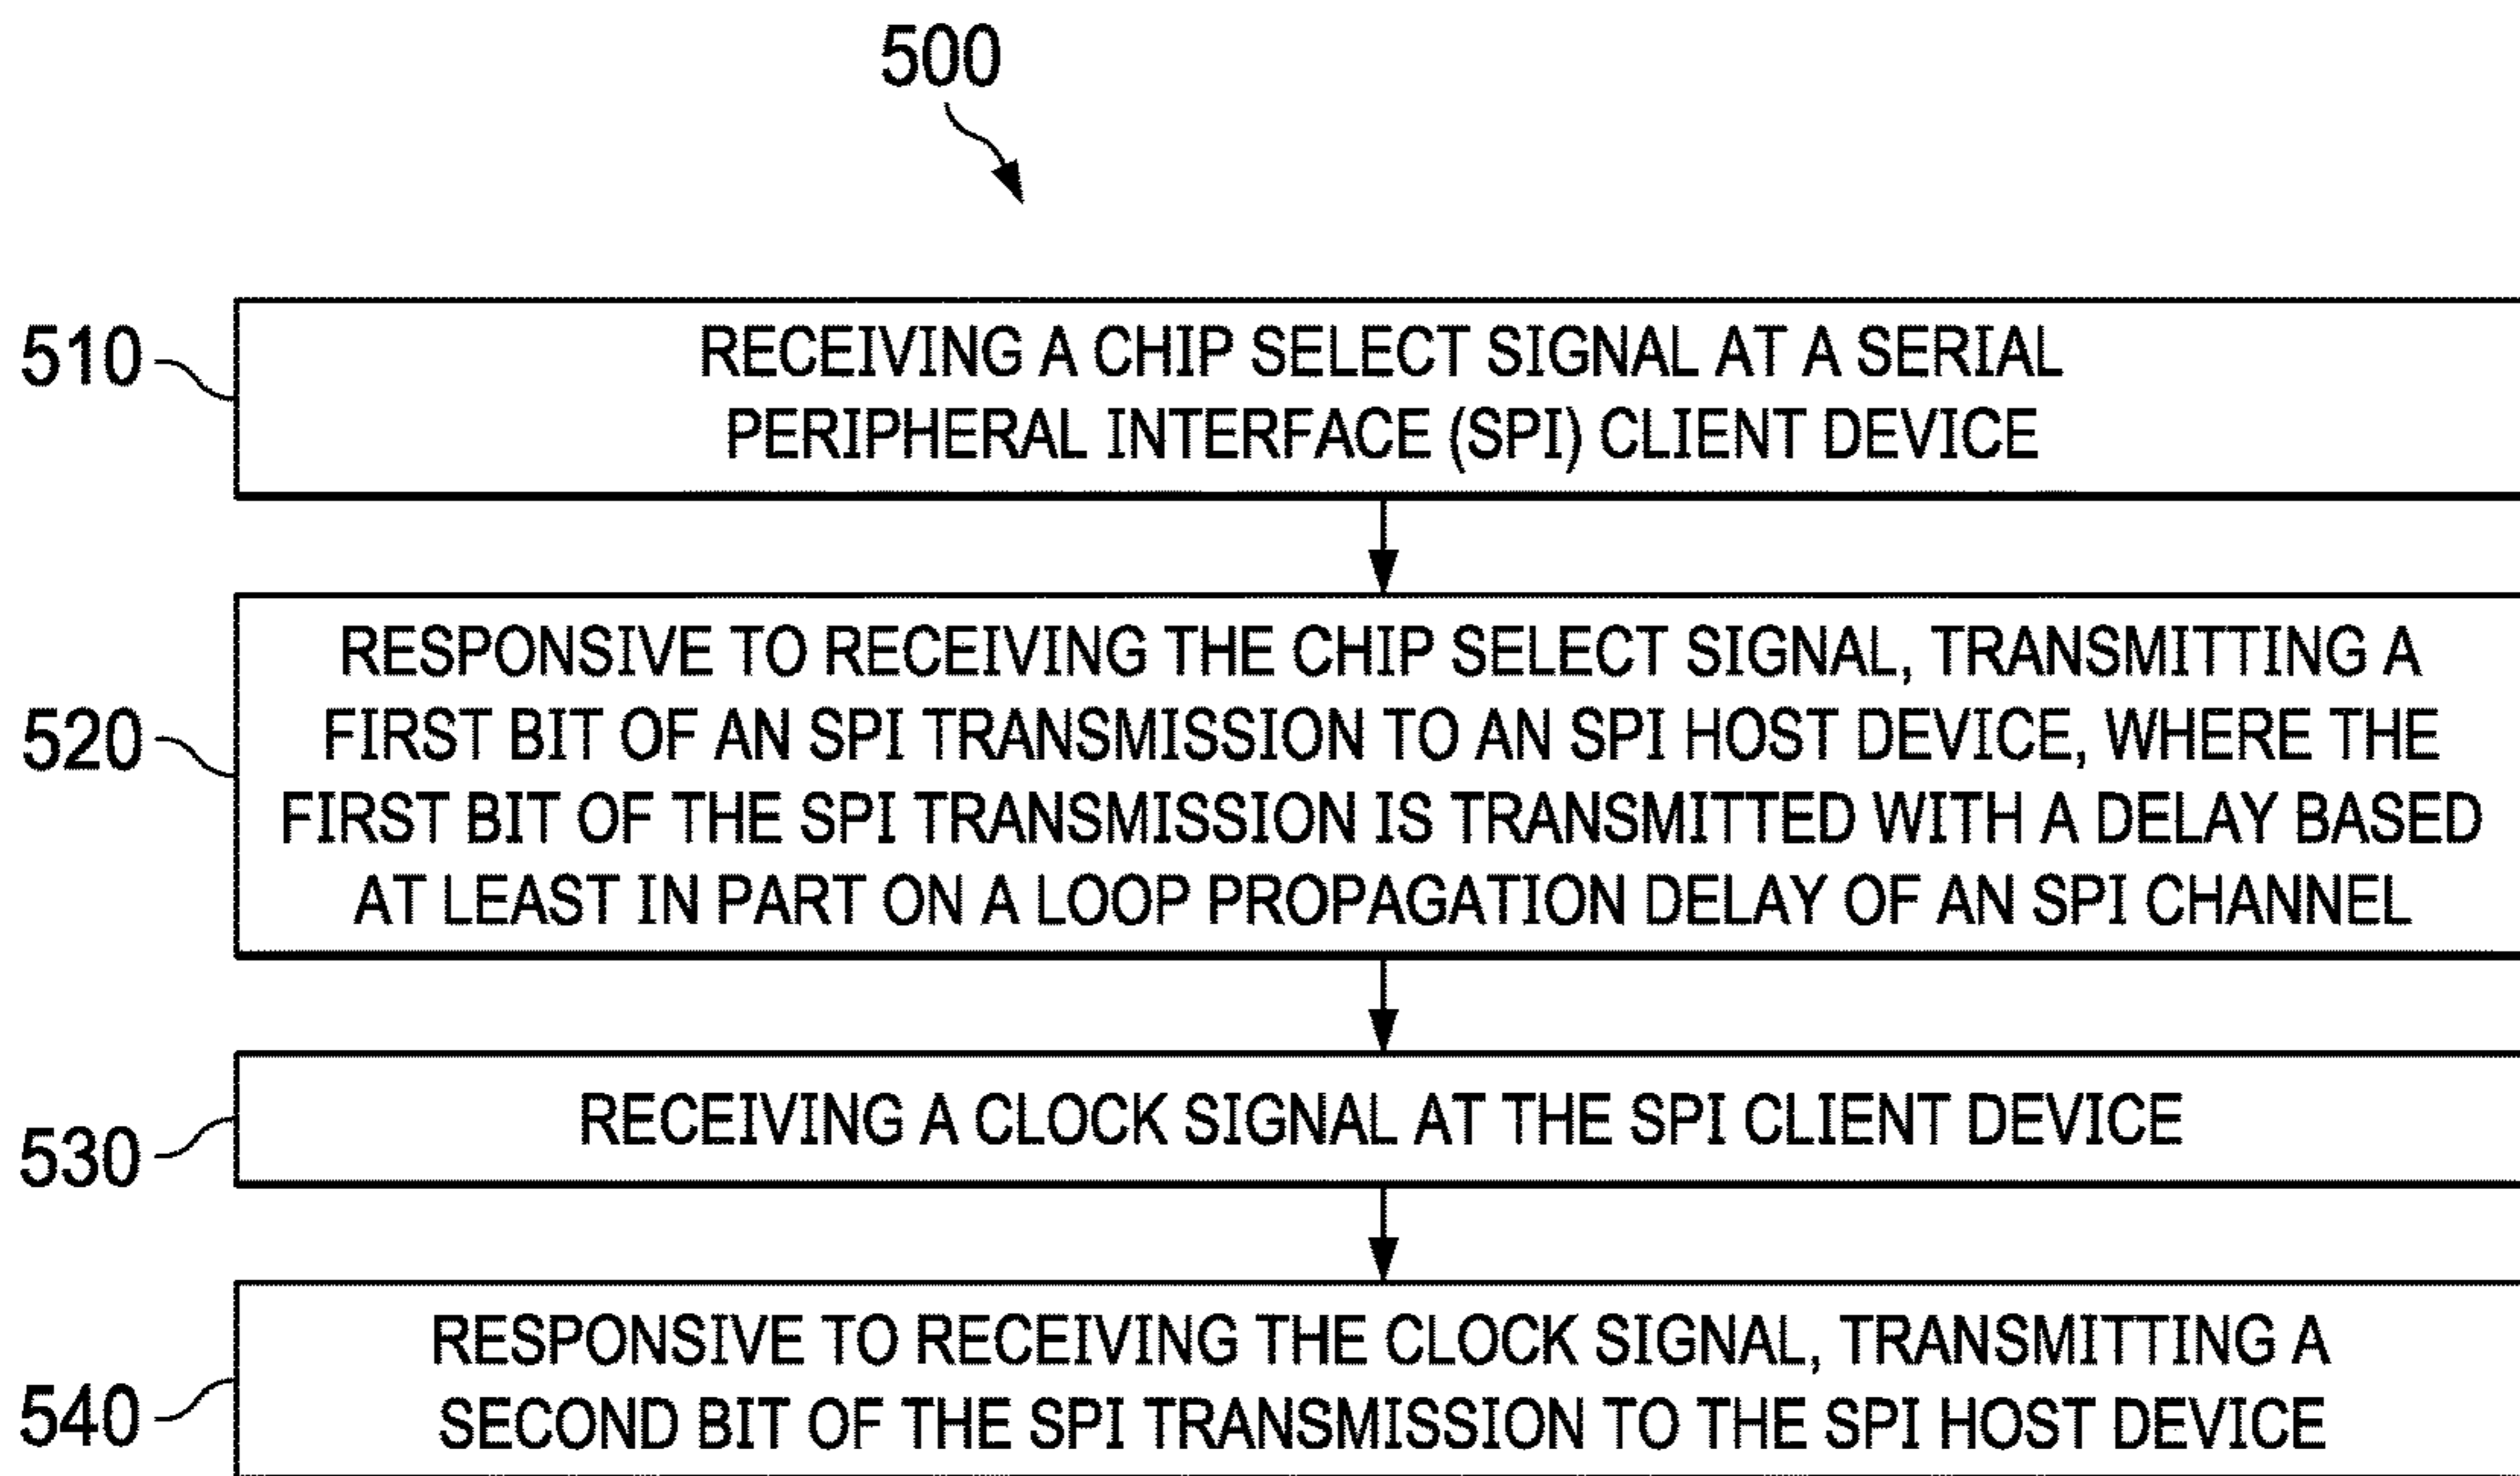 500
510
RECEIVING A CHIP SELECT SIGNAL AT A SERIAL
PERIPHERAL INTERFACE (SPI) CLIENT DEVICE
520
RESPONSIVE TO RECEIVING THE CHIP SELECT SIGNAL, TRANSMITTING A
FIRST BIT OF AN SPI TRANSMISSION TO AN SPI HOST DEVICE, WHERE THE
FIRST BIT OF THE SPI TRANSMISSION IS TRANSMITTED WITH A DELAY BASED
AT LEAST IN PART ON A LOOP PROPAGATION DELAY OF AN SPI CHANNEL
530
RECEIVING A CLOCK SIGNAL AT THE SPI CLIENT DEVICE
540
RESPONSIVE TO RECEIVING THE CLOCK SIGNAL, TRANSMITTING A
SECOND BIT OF THE SPI TRANSMISSION TO THE SPI HOST DEVICE